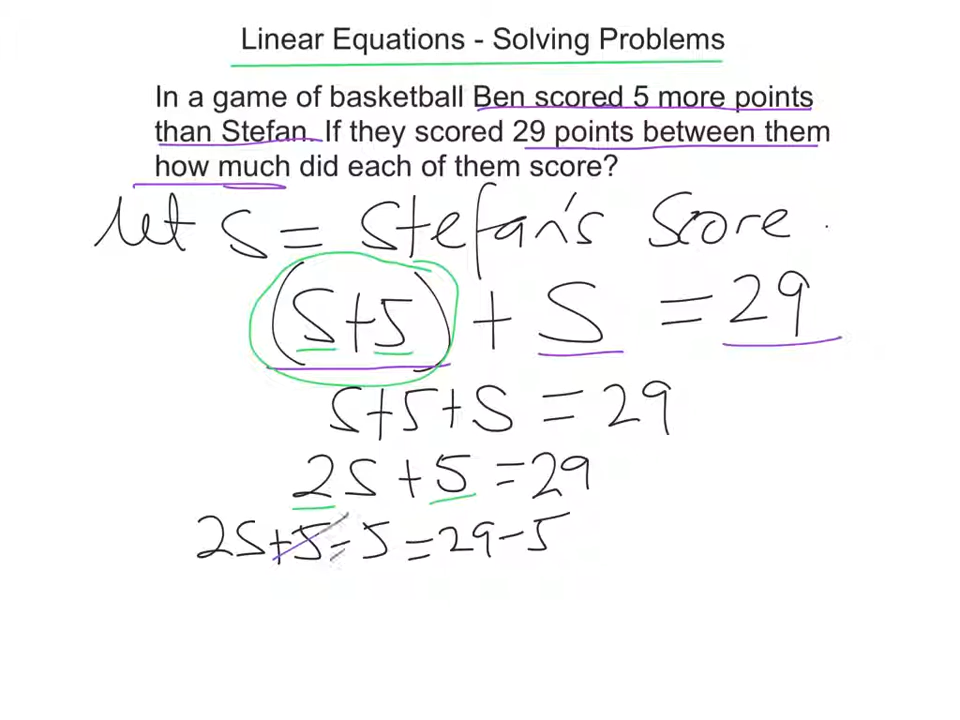 Linear Equations - Solving Problems
In a game of basketball Ben scored 5 more points
than Stefan. If they scored 29 points between them
how much did each of them score?
Let S = Stefan's Score.
(S+5) + S = 29
S+5+S = 29
2S + 5 = 29
2S+5-5=29-5